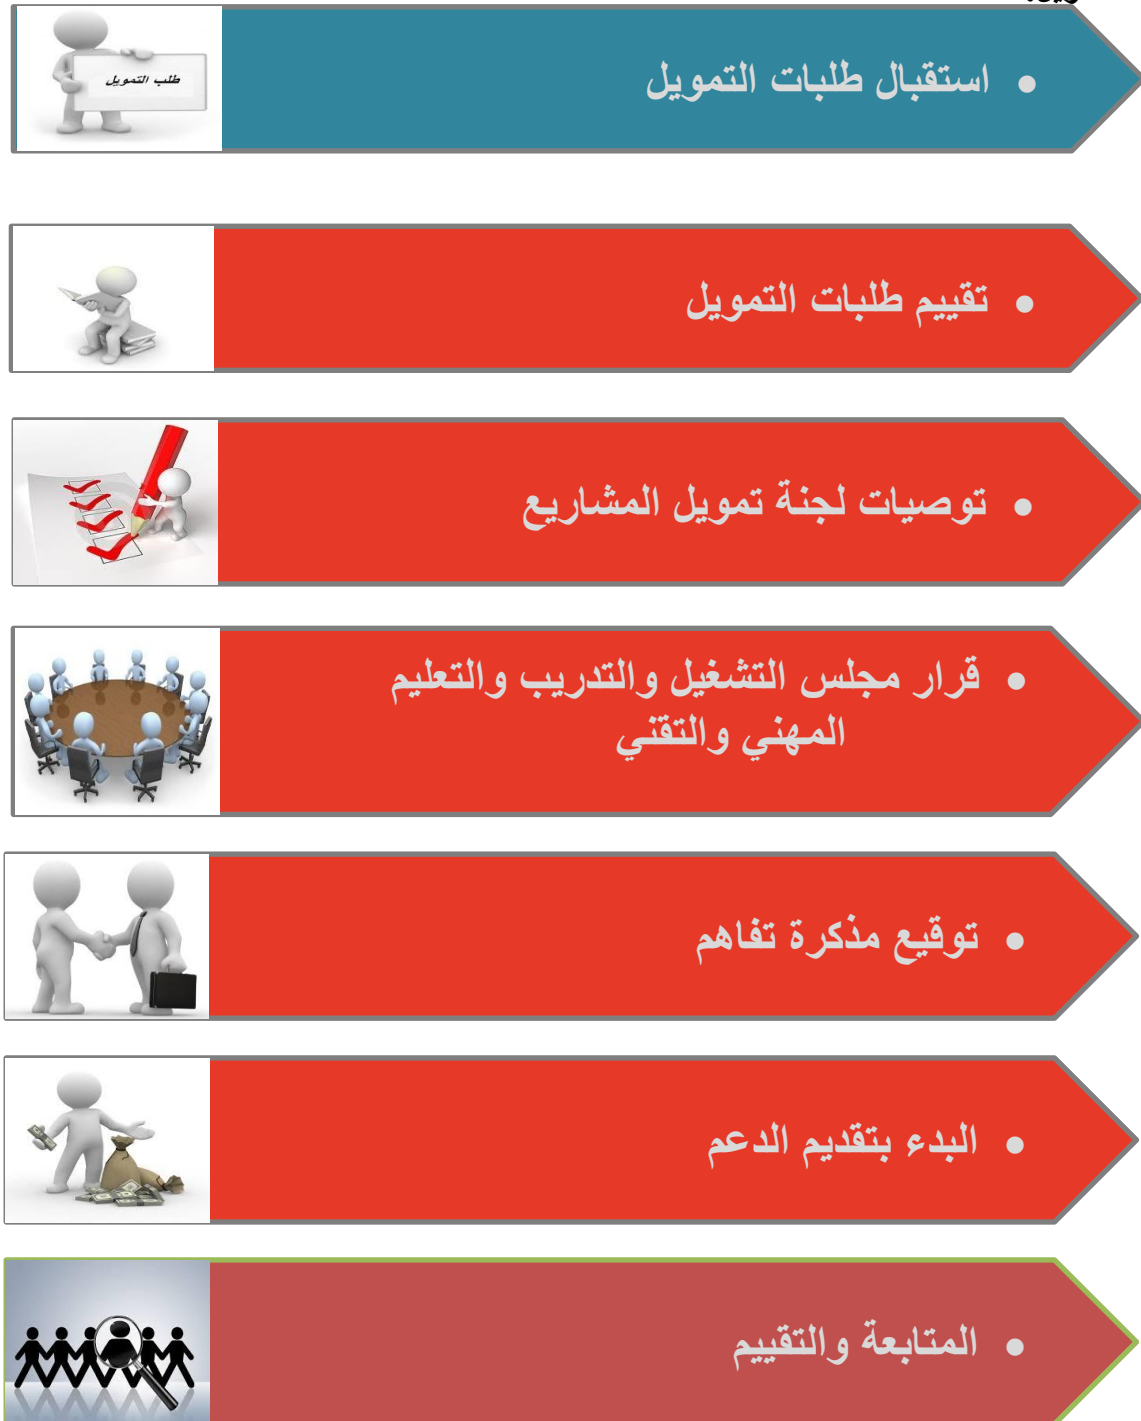 • استقبال طلبات التمويل
طلب التمويل
• تقييم طلبات التمويل
• توصيات لجنة تمويل المشاريع
• قرار مجلس التشغيل والتدريب والتعليم
المهني والتقني
• توقيع مذكرة تفاهم
• البدء بتقديم الدعم
• المتابعة والتقييم